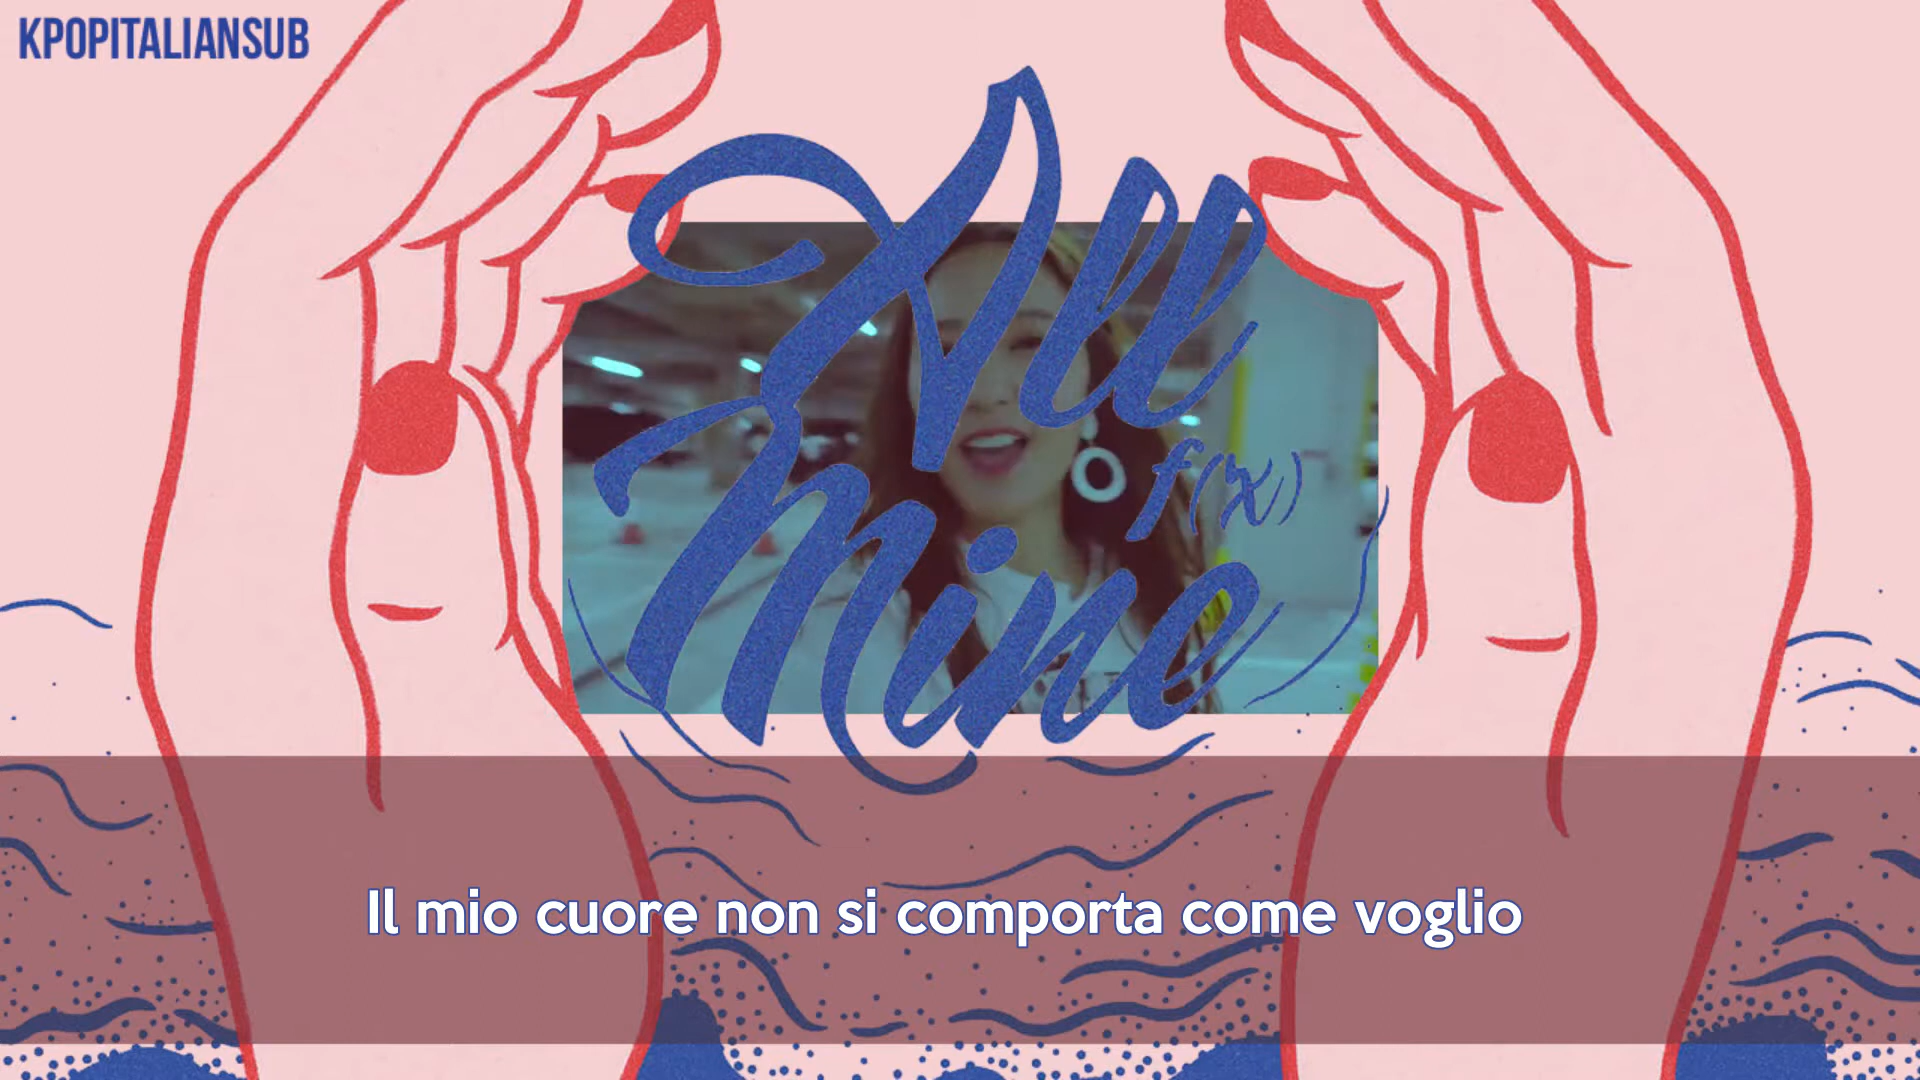 KPOPITALIANSUB
All
f(x)
Mine
Il mio cuore non si comporta come voglio